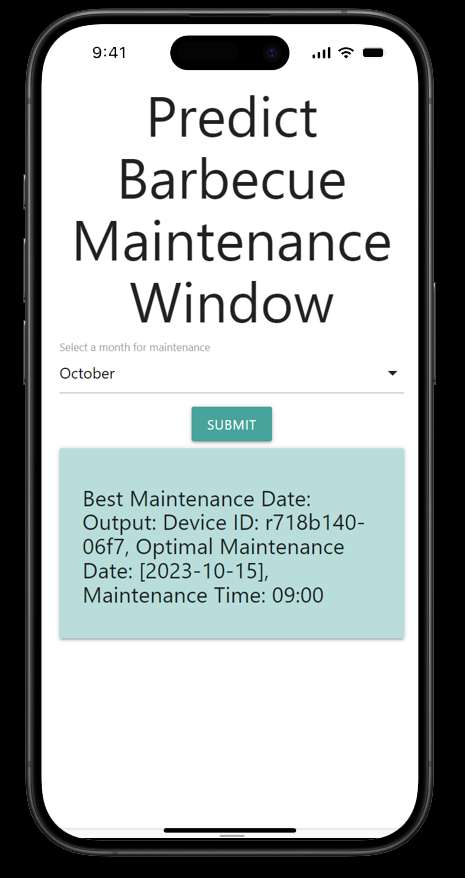 9:41
Predict
Barbecue
Maintenance
Window
Select a month for maintenance
October
SUBMIT
Best Maintenance Date:
Output: Device ID: r718b140-
06f7, Optimal Maintenance
Date: [2023-10-15],
Maintenance Time: 09:00